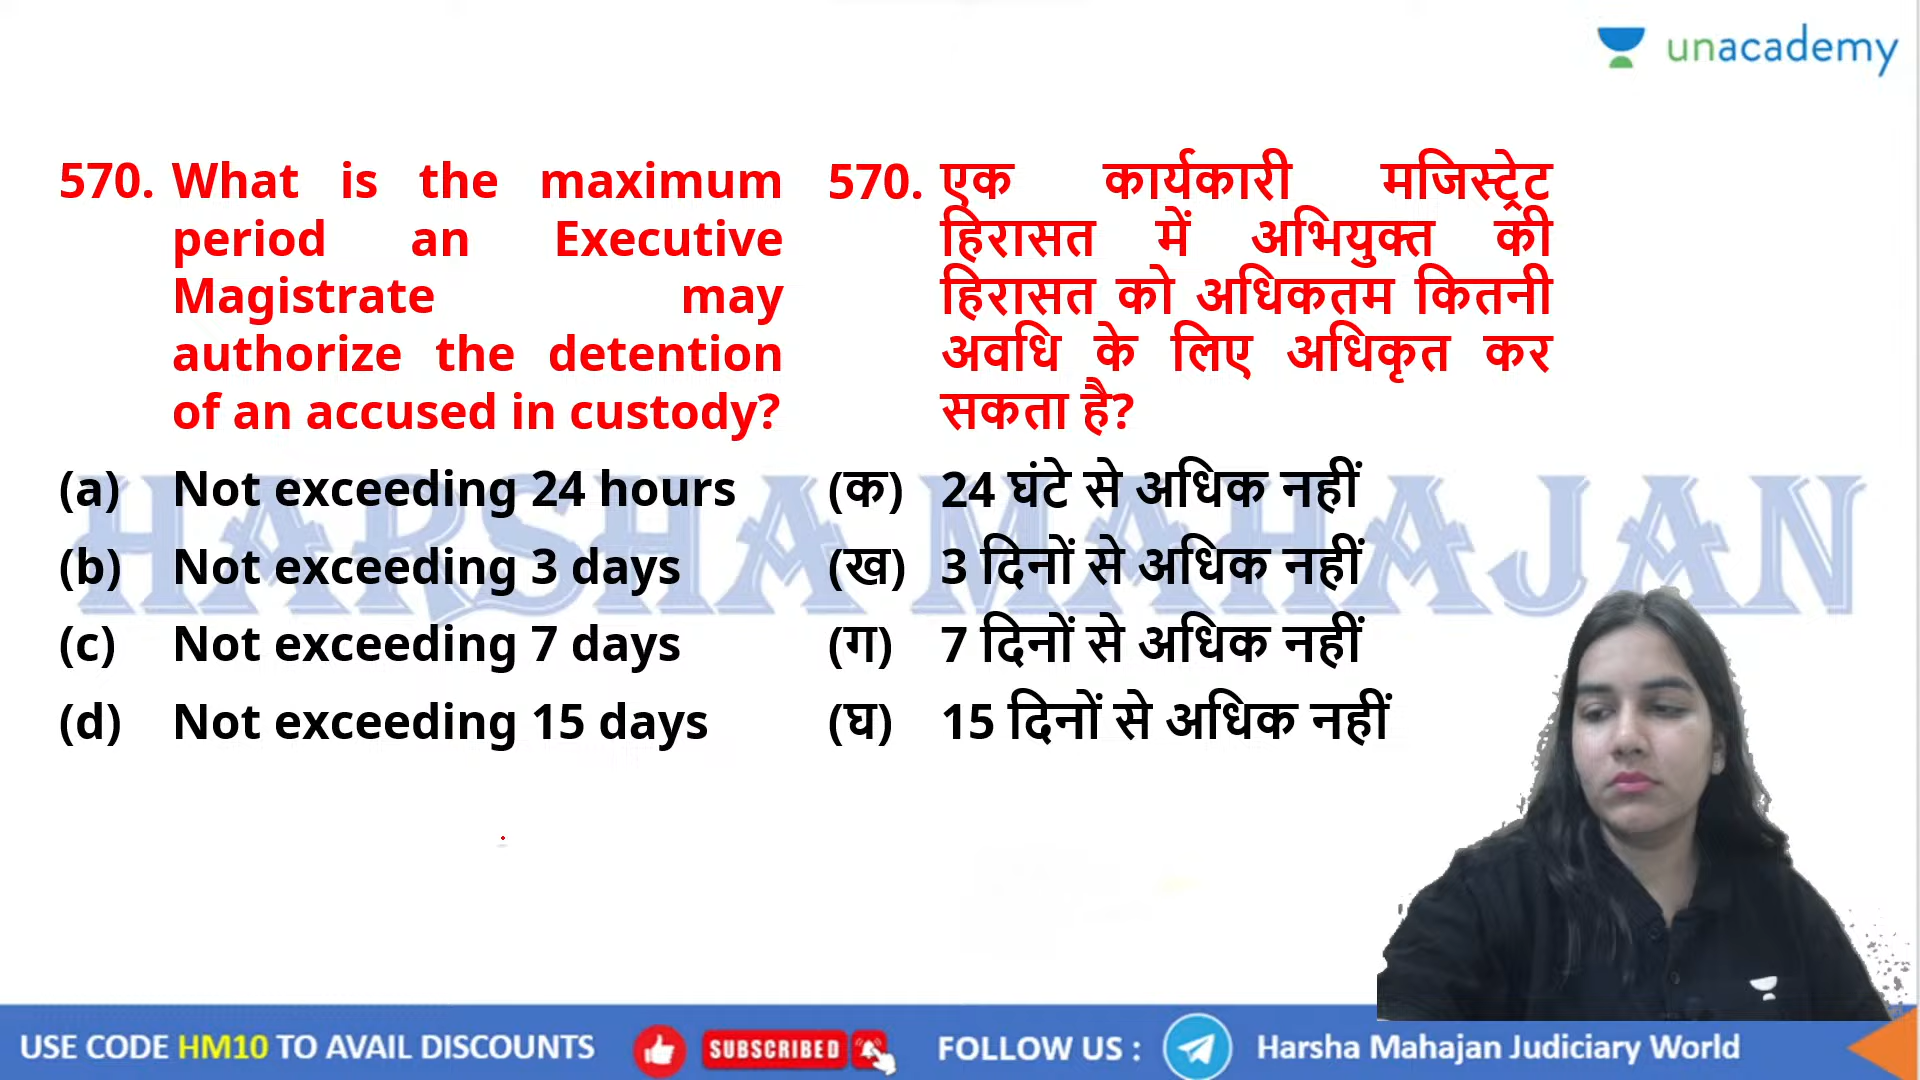 unacademy
570. What is the maximum
period an Executive
Magistrate may
authorize the detention
of an accused in custody?
(a) Not exceeding 24 hours
(b) Not exceeding 3 days
(c) Not exceeding 7 days
(d) Not exceeding 15 days
570. एक कार्यकारी मजिस्ट्रेट
हिरासत में अभियुक्त की
हिरासत को अधिकतम कितनी
अवधि के लिए अधिकृत कर
सकता है?
(क) 24 घंटे से अधिक नहीं
(ख) 3 दिनों से अधिक नहीं
(ग) 7 दिनों से अधिक नहीं
(घ) 15 दिनों से अधिक नहीं
HARSHA MAHAJAN
USE CODE HM10 TO AVAIL DISCOUNTS
SUBSCRIBED
FOLLOW US :
Harsha Mahajan Judiciary World